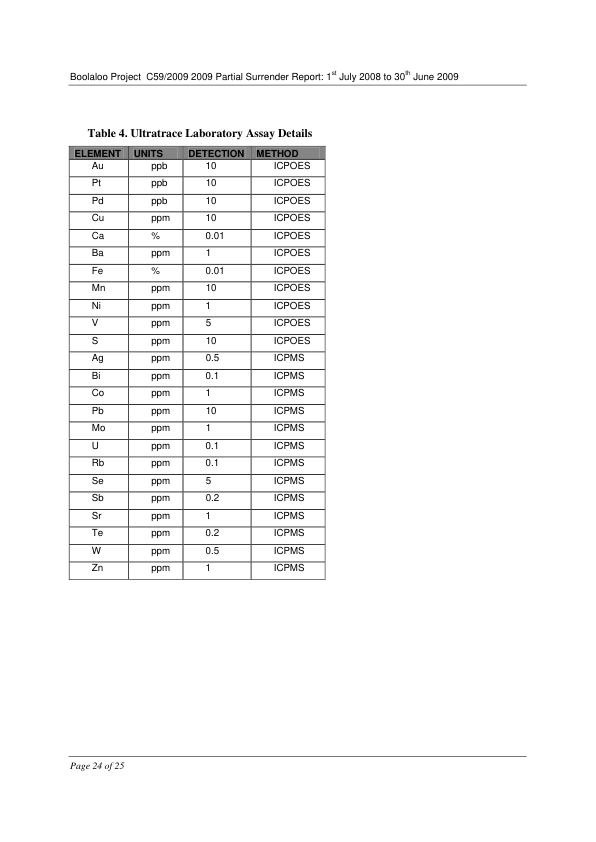 Boolaloo Project C59/2009 2009 Partial Surrender Report: 1st July 2008 to 30th June 2009
Table 4. Ultratrace Laboratory Assay Details
ELEMENT UNITS DETECTION METHOD
Au ppb 10 ICPOES
Pt ppb 10 ICPOES
Pd ppb 10 ICPOES
Cu ppm 10 ICPOES
Ca % 0.01 ICPOES
Ba ppm 1 ICPOES
Fe % 0.01 ICPOES
Mn ppm 10 ICPOES
Ni ppm 1 ICPOES
V ppm 5 ICPOES
S ppm 10 ICPOES
Ag ppm 0.5 ICPMS
Bi ppm 0.1 ICPMS
Co ppm 1 ICPMS
Pb ppm 10 ICPMS
Mo ppm 1 ICPMS
U ppm 0.1 ICPMS
Rb ppm 0.1 ICPMS
Se ppm 5 ICPMS
Sb ppm 0.2 ICPMS
Sr ppm 1 ICPMS
Te ppm 0.2 ICPMS
W ppm 0.5 ICPMS
Zn ppm 1 ICPMS
Page 24 of 25